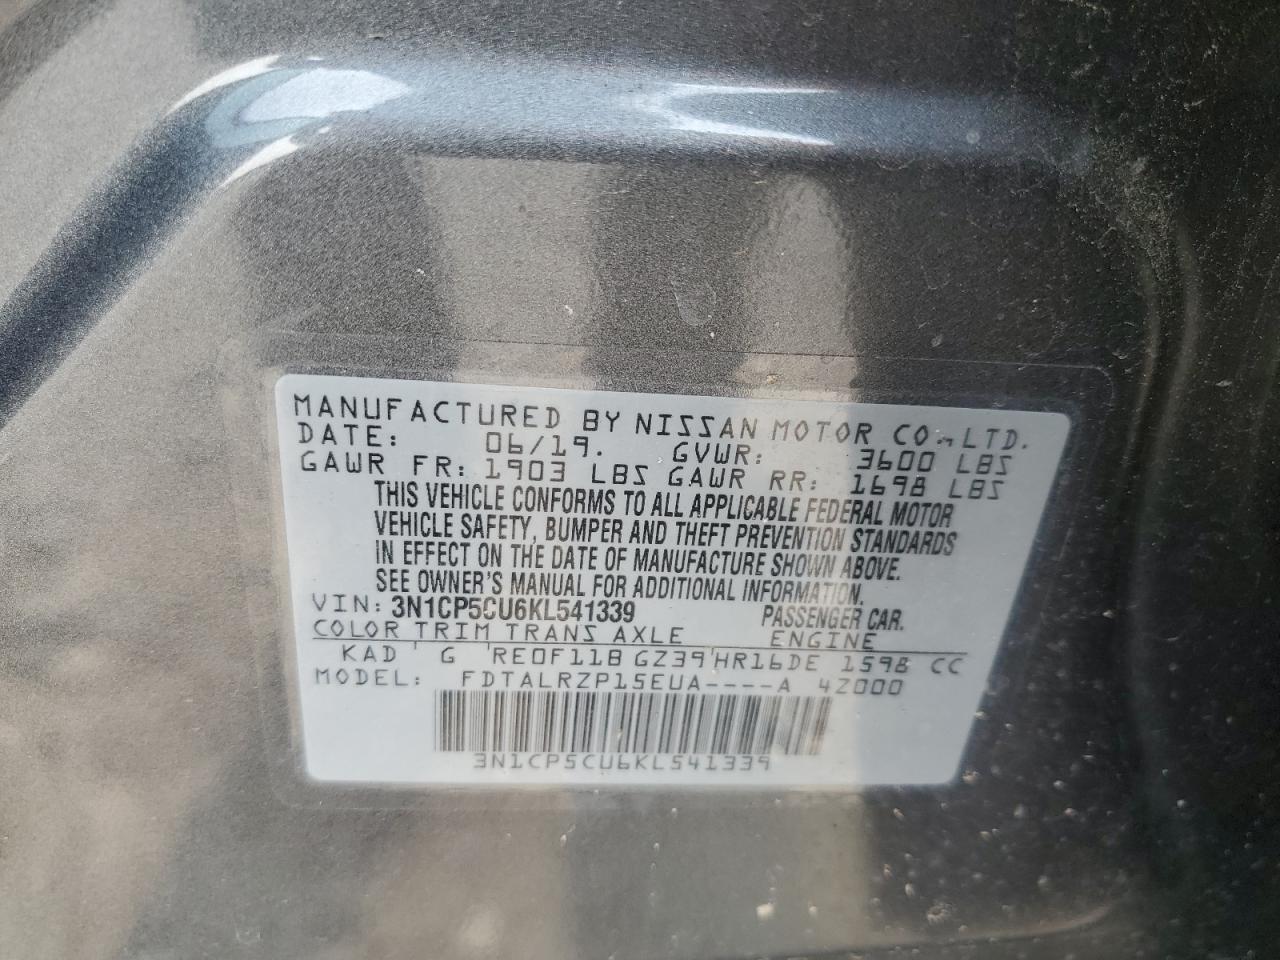 MANUFACTURED BY NISSAN MOTOR CO., LTD.
DATE: 06/19. GVWR: 3600 LBS
GAWR FR: 1903 LBS GAWR RR: 1698 LBS
THIS VEHICLE CONFORMS TO ALL APPLICABLE FEDERAL MOTOR
VEHICLE SAFETY, BUMPER AND THEFT PREVENTION STANDARDS
IN EFFECT ON THE DATE OF MANUFACTURE SHOWN ABOVE.
SEE OWNER'S MANUAL FOR ADDITIONAL INFORMATION.
VIN: 3N1CP5CU6KL541339 PASSENGER CAR.
COLOR TRIM TRANS AXLE ENGINE
KAD G RE0F11B GZ39 HR16DE 1598 CC
MODEL: FDTALRZP15EUA----A 42000
3N1CP5CU6KL541339